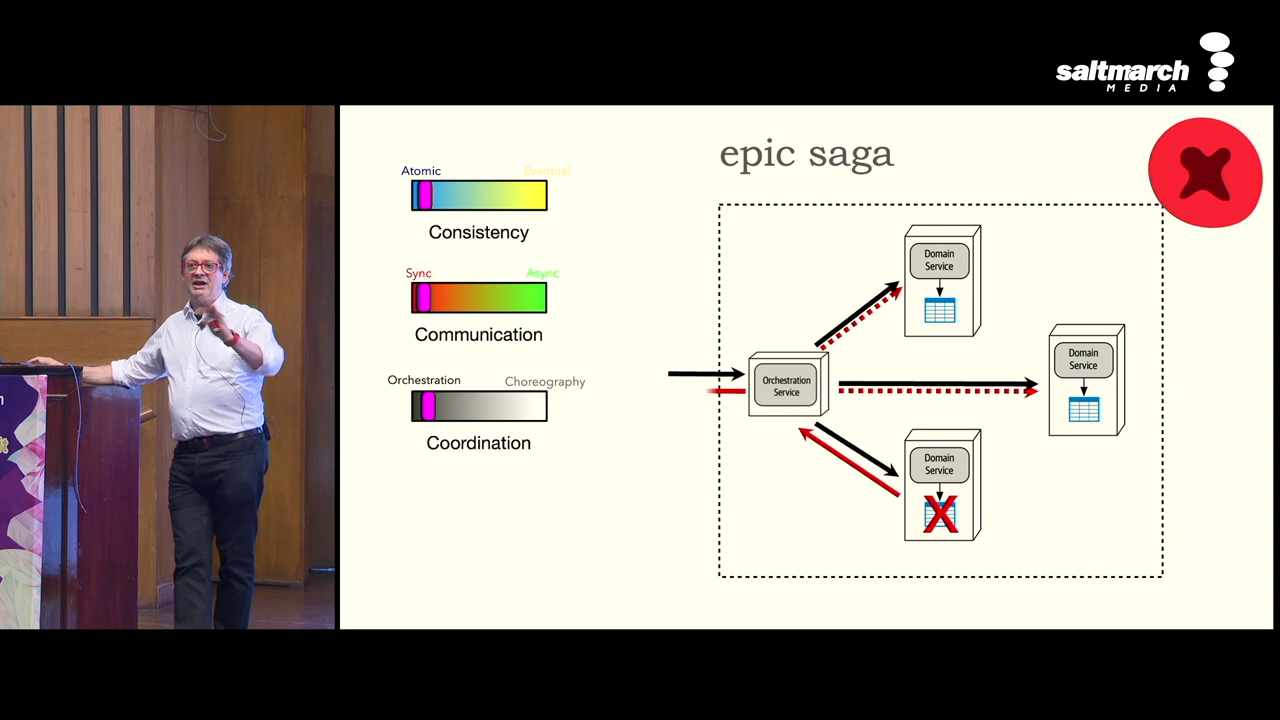 saltmarch
MEDIA
epic saga
Atomic
Eventual
Consistency
Sync
Async
Communication
Orchestration
Choreography
Coordination
Domain
Service
Orchestration
Service
Domain
Service
Domain
Service